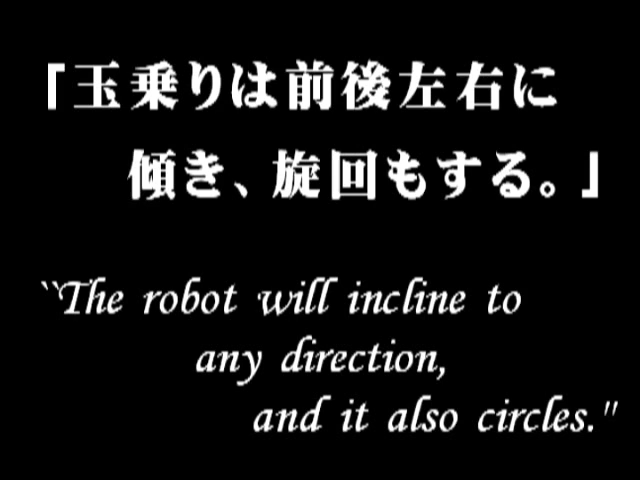 「玉乗りは前後左右に
傾き、旋回もする。」
``The robot will incline to
any direction,
and it also circles."